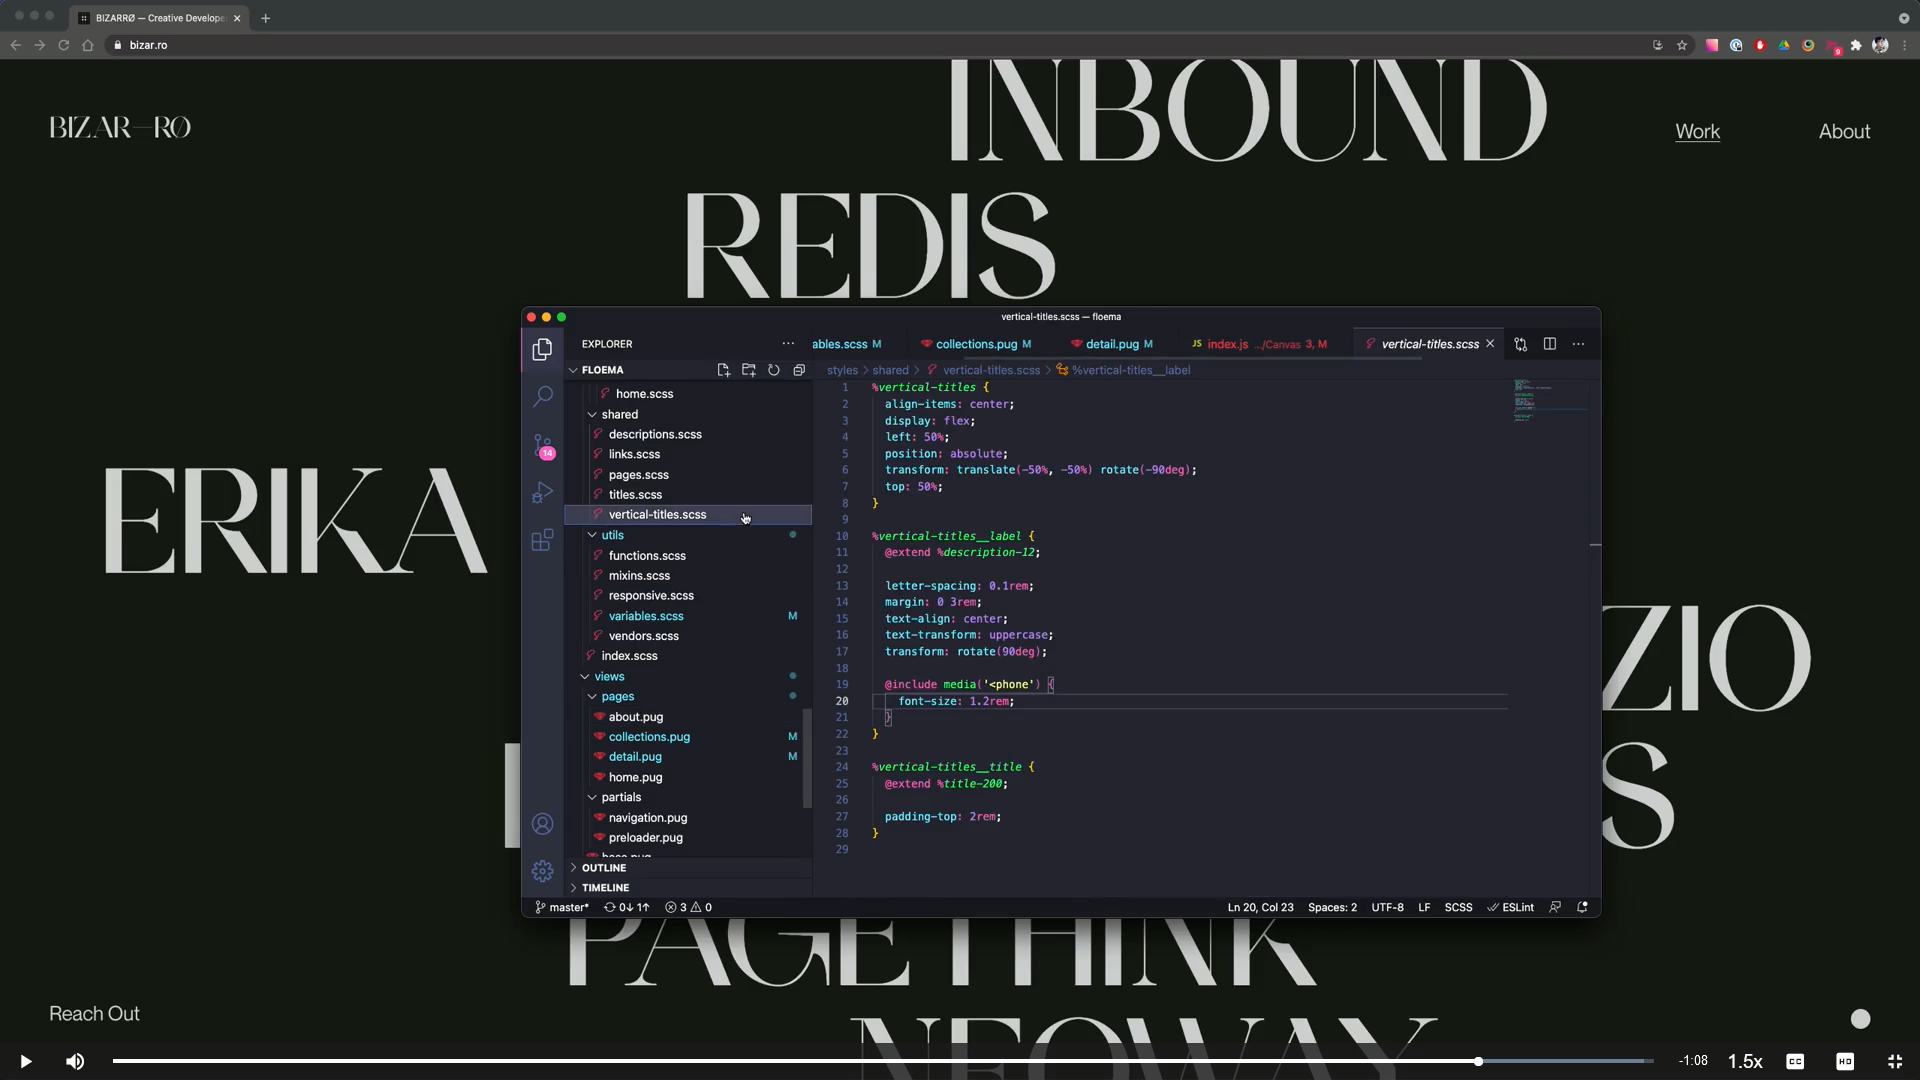 BIZARRØ — Creative Develope
bizar.ro
BIZAR—RØ
INBOUND
Work
About
REDIS
ERIKA
ZIO
S
PAGETHINK
NEOWAY
Reach Out
vertical-titles.scss — floema
EXPLORER
ables.scss M
collections.pug M
detail.pug M
JS index.js .../Canvas 3, M
vertical-titles.scss
FLOEMA
styles > shared > vertical-titles.scss > %vertical-titles__label
home.scss
shared
descriptions.scss
links.scss
pages.scss
titles.scss
vertical-titles.scss
utils
functions.scss
mixins.scss
responsive.scss
variables.scss M
vendors.scss
index.scss
views
pages
about.pug
collections.pug M
detail.pug M
home.pug
partials
navigation.pug
preloader.pug
base.pug
OUTLINE
TIMELINE
14
1 %vertical-titles {
2 align-items: center;
3 display: flex;
4 left: 50%;
5 position: absolute;
6 transform: translate(-50%, -50%) rotate(-90deg);
7 top: 50%;
8 }
9
10 %vertical-titles__label {
11 @extend %description-12;
12
13 letter-spacing: 0.1rem;
14 margin: 0 3rem;
15 text-align: center;
16 text-transform: uppercase;
17 transform: rotate(90deg);
18
19 @include media('<phone') {
20 font-size: 1.2rem;
21 }
22 }
23
24 %vertical-titles__title {
25 @extend %title-200;
26
27 padding-top: 2rem;
28 }
29
master* 0↓ 1↑ 3 0
Ln 20, Col 23 Spaces: 2 UTF-8 LF SCSS ESLint
-1:08 1.5x CC HD